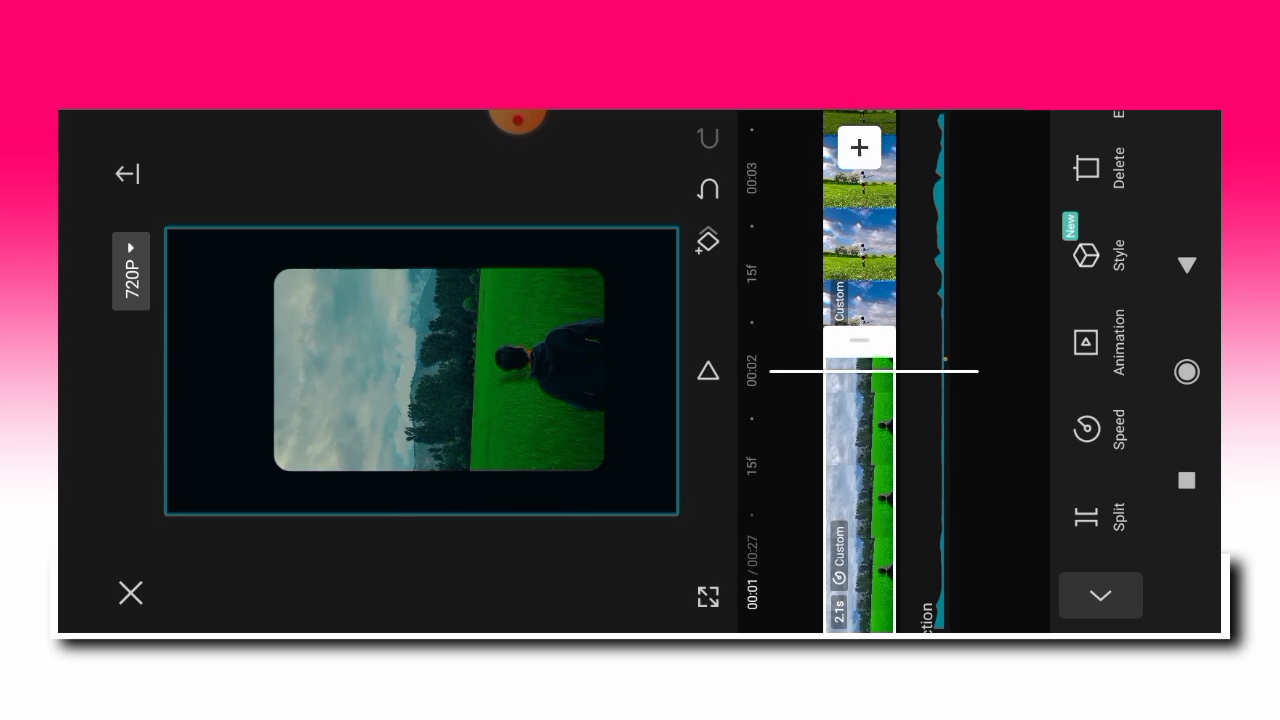 720P
00:01 / 00:27
15f
00:02
15f
00:03
2.1s
Custom
Custom
ction
Split
Speed
Animation
Style
New
Delete
E